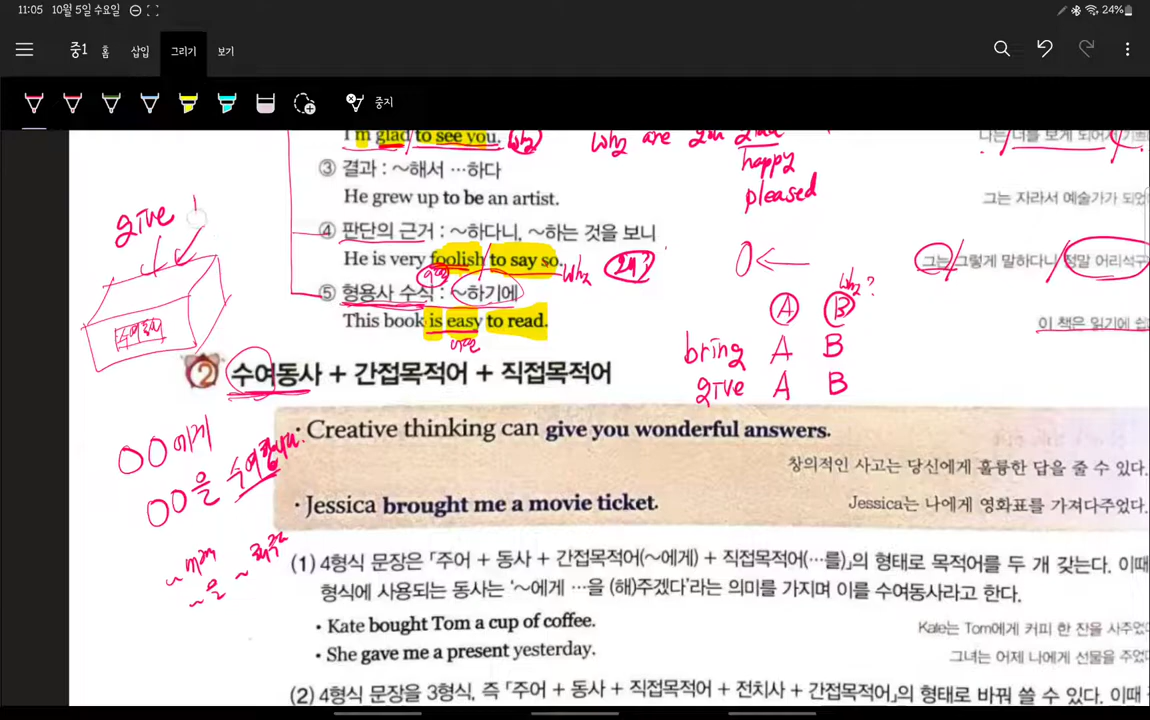 11:05 10월 5일 수요일 24%
중1 홈 삽입 그리기 보기
중지
I'm glad to see you. why why are you
happy
pleased
나는 너를 보게 되어서
③ 결과 : ~해서 …하다
He grew up to be an artist.
그는 자라서 예술가가 되었
give
④ 판단의 근거 : ~하다니, ~하는 것을 보니
He is very foolish to say so. why
그는 그렇게 말하다니 정말 어리석구
⑤ 형용사 수식 : ~하기에
This book is easy to read.
이 책은 읽기에 쉽
수여동사
why?
A B
bring A B
give A B
2 수여동사 + 간접목적어 + 직접목적어
OO에게
OO을 수여합니다.
· Creative thinking can give you wonderful answers.
창의적인 사고는 당신에게 훌륭한 답을 줄 수 있다.
· Jessica brought me a movie ticket.
Jessica는 나에게 영화표를 가져다주었다.
~을
(1) 4형식 문장은 「주어 + 동사 + 간접목적어(~에게) + 직접목적어(…를)」의 형태로 목적어를 두 개 갖는다. 이때
형식에 사용되는 동사는 '~에게 …을 (해)주겠다'라는 의미를 가지며 이를 수여동사라고 한다.
· Kate bought Tom a cup of coffee.
Kate는 Tom에게 커피 한 잔을 사주었
· She gave me a present yesterday.
그녀는 어제 나에게 선물을 주었
(2) 4형식 문장을 3형식, 즉 「주어 + 동사 + 직접목적어 + 전치사 + 간접목적어」의 형태로 바꿔 쓸 수 있다. 이때